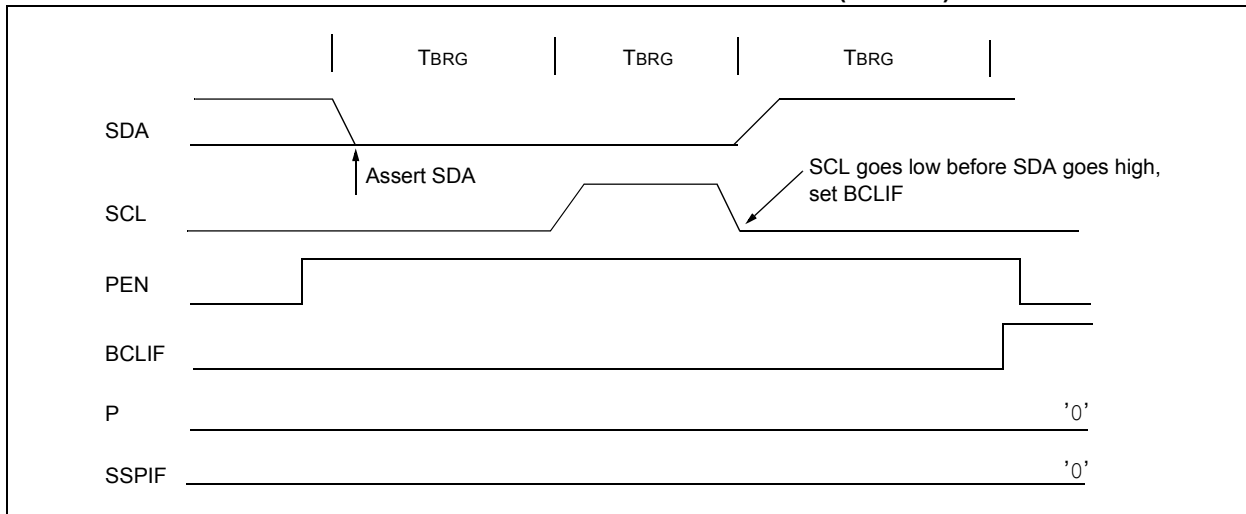 TBRG TBRG TBRG
SDA
Assert SDA
SCL goes low before SDA goes high,
set BCLIF
SCL
PEN
BCLIF
P '0'
SSPIF '0'